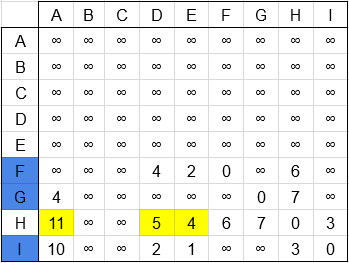 A B C D E F G H I
A ∞ ∞ ∞ ∞ ∞ ∞ ∞ ∞ ∞
B ∞ ∞ ∞ ∞ ∞ ∞ ∞ ∞ ∞
C ∞ ∞ ∞ ∞ ∞ ∞ ∞ ∞ ∞
D ∞ ∞ ∞ ∞ ∞ ∞ ∞ ∞ ∞
E ∞ ∞ ∞ ∞ ∞ ∞ ∞ ∞ ∞
F ∞ ∞ ∞ 4 2 0 ∞ 6 ∞
G 4 ∞ ∞ ∞ ∞ ∞ 0 7 ∞
H 11 ∞ ∞ 5 4 6 7 0 3
I 10 ∞ ∞ 2 1 ∞ ∞ 3 0